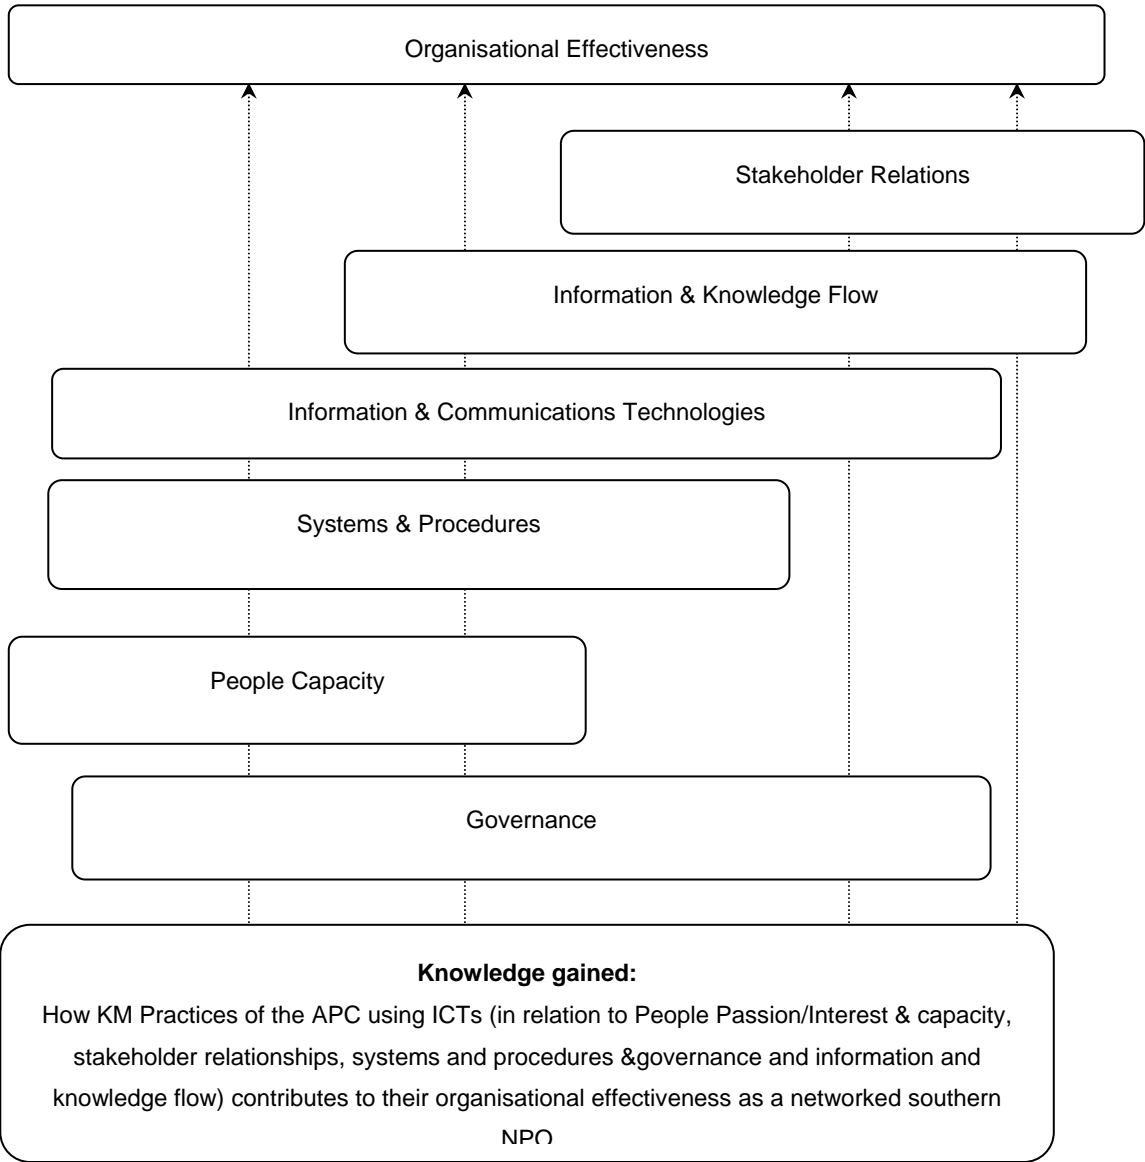 Organisational Effectiveness
Stakeholder Relations
Information & Knowledge Flow
Information & Communications Technologies
Systems & Procedures
People Capacity
Governance
Knowledge gained:
How KM Practices of the APC using ICTs (in relation to People Passion/Interest & capacity,
stakeholder relationships, systems and procedures &governance and information and
knowledge flow) contributes to their organisational effectiveness as a networked southern
NPO